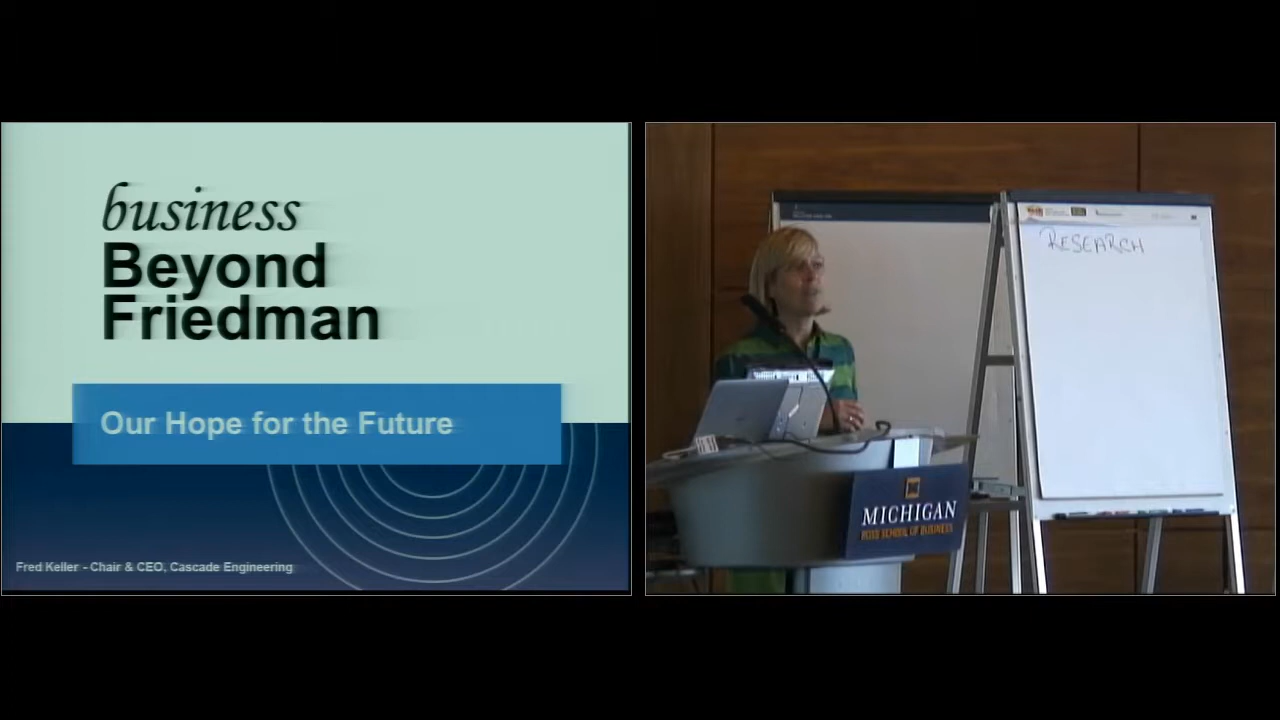 business
Beyond
Friedman
Our Hope for the Future
Fred Keller - Chair & CEO, Cascade Engineering
RESEARCH
MICHIGAN
ROSS SCHOOL OF BUSINESS